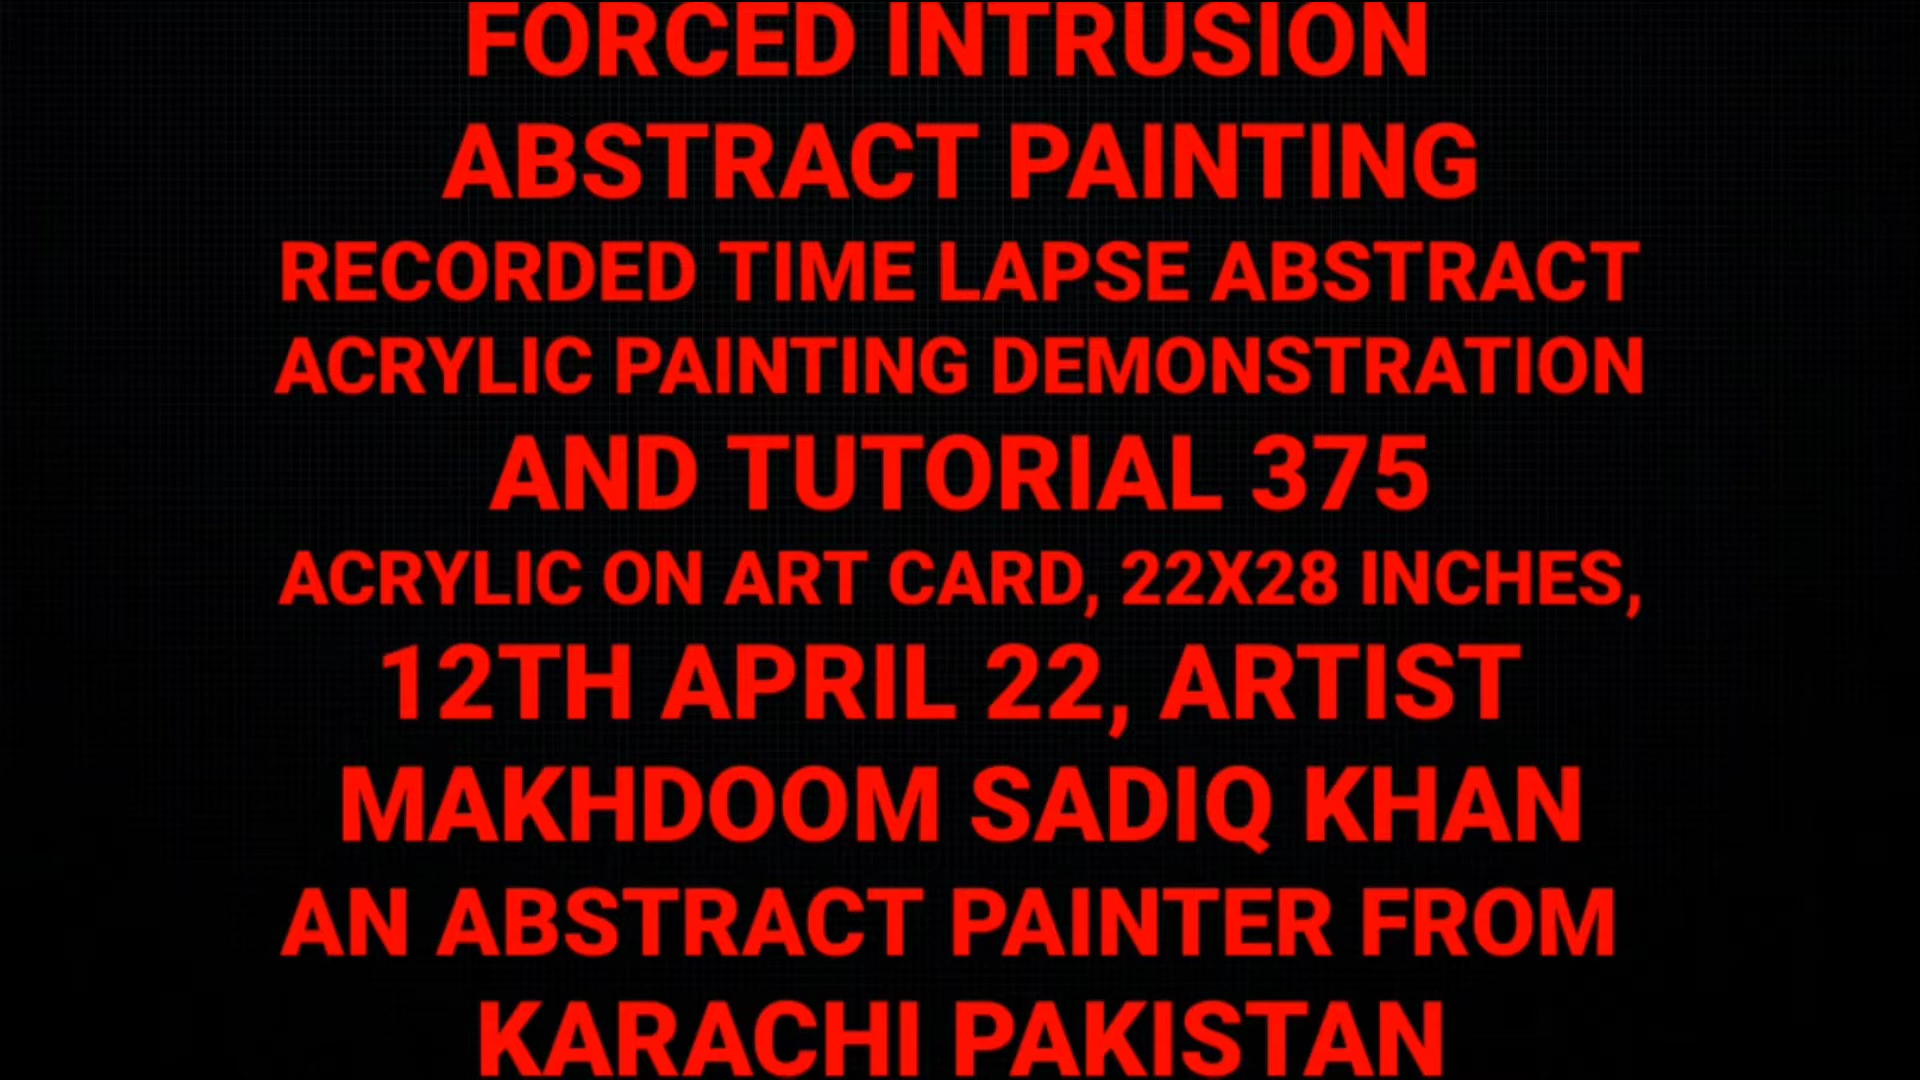 FORCED INTRUSION
ABSTRACT PAINTING
RECORDED TIME LAPSE ABSTRACT
ACRYLIC PAINTING DEMONSTRATION
AND TUTORIAL 375
ACRYLIC ON ART CARD, 22X28 INCHES,
12TH APRIL 22, ARTIST
MAKHDOOM SADIQ KHAN
AN ABSTRACT PAINTER FROM
KARACHI PAKISTAN